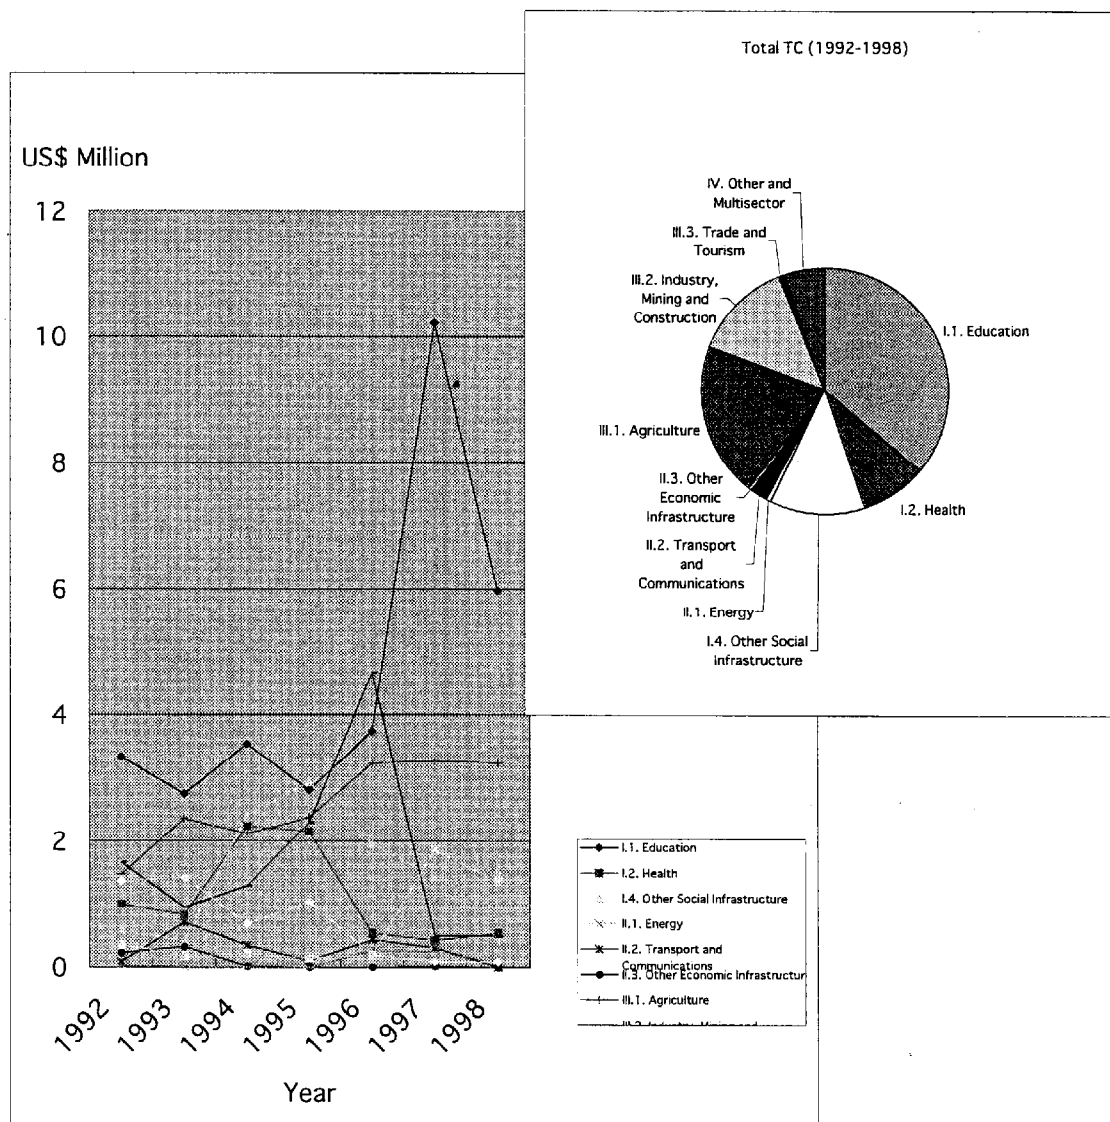 Total TC (1992-1998)
US$ Million
12
10
8
6
4
2
0
1992
1993
1994
1995
1996
1997
1998
Year
IV. Other and
Multisector
III.3. Trade and
Tourism
III.2. Industry,
Mining and
Construction
I.1. Education
III.1. Agriculture
II.3. Other
Economic
Infrastructure
I.2. Health
II.2. Transport
and
Communications
II.1. Energy
I.4. Other Social
Infrastructure
I.1. Education
I.2. Health
I.4. Other Social Infrastructure
II.1. Energy
II.2. Transport and
Communications
II.3. Other Economic Infrastructur
III.1. Agriculture